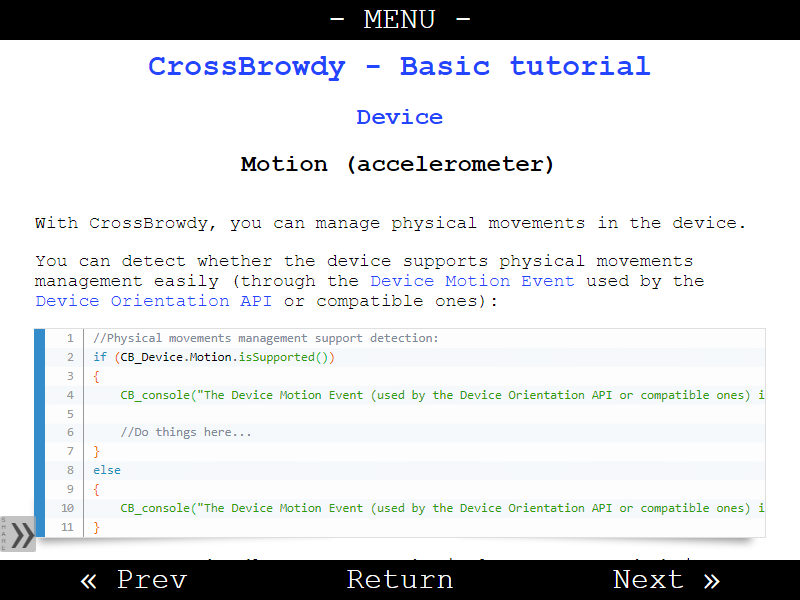 - MENU -
CrossBrowdy - Basic tutorial
Device
Motion (accelerometer)
With CrossBrowdy, you can manage physical movements in the device.
You can detect whether the device supports physical movements
management easily (through the Device Motion Event used by the
Device Orientation API or compatible ones):
1 //Physical movements management support detection:
2 if (CB_Device.Motion.isSupported())
3 {
4 CB_console("The Device Motion Event (used by the Device Orientation API or compatible ones) i
5
6 //Do things here...
7 }
8 else
9 {
10 CB_console("The Device Motion Event (used by the Device Orientation API or compatible ones) i
11 }
SHARE »
« Prev Return Next »